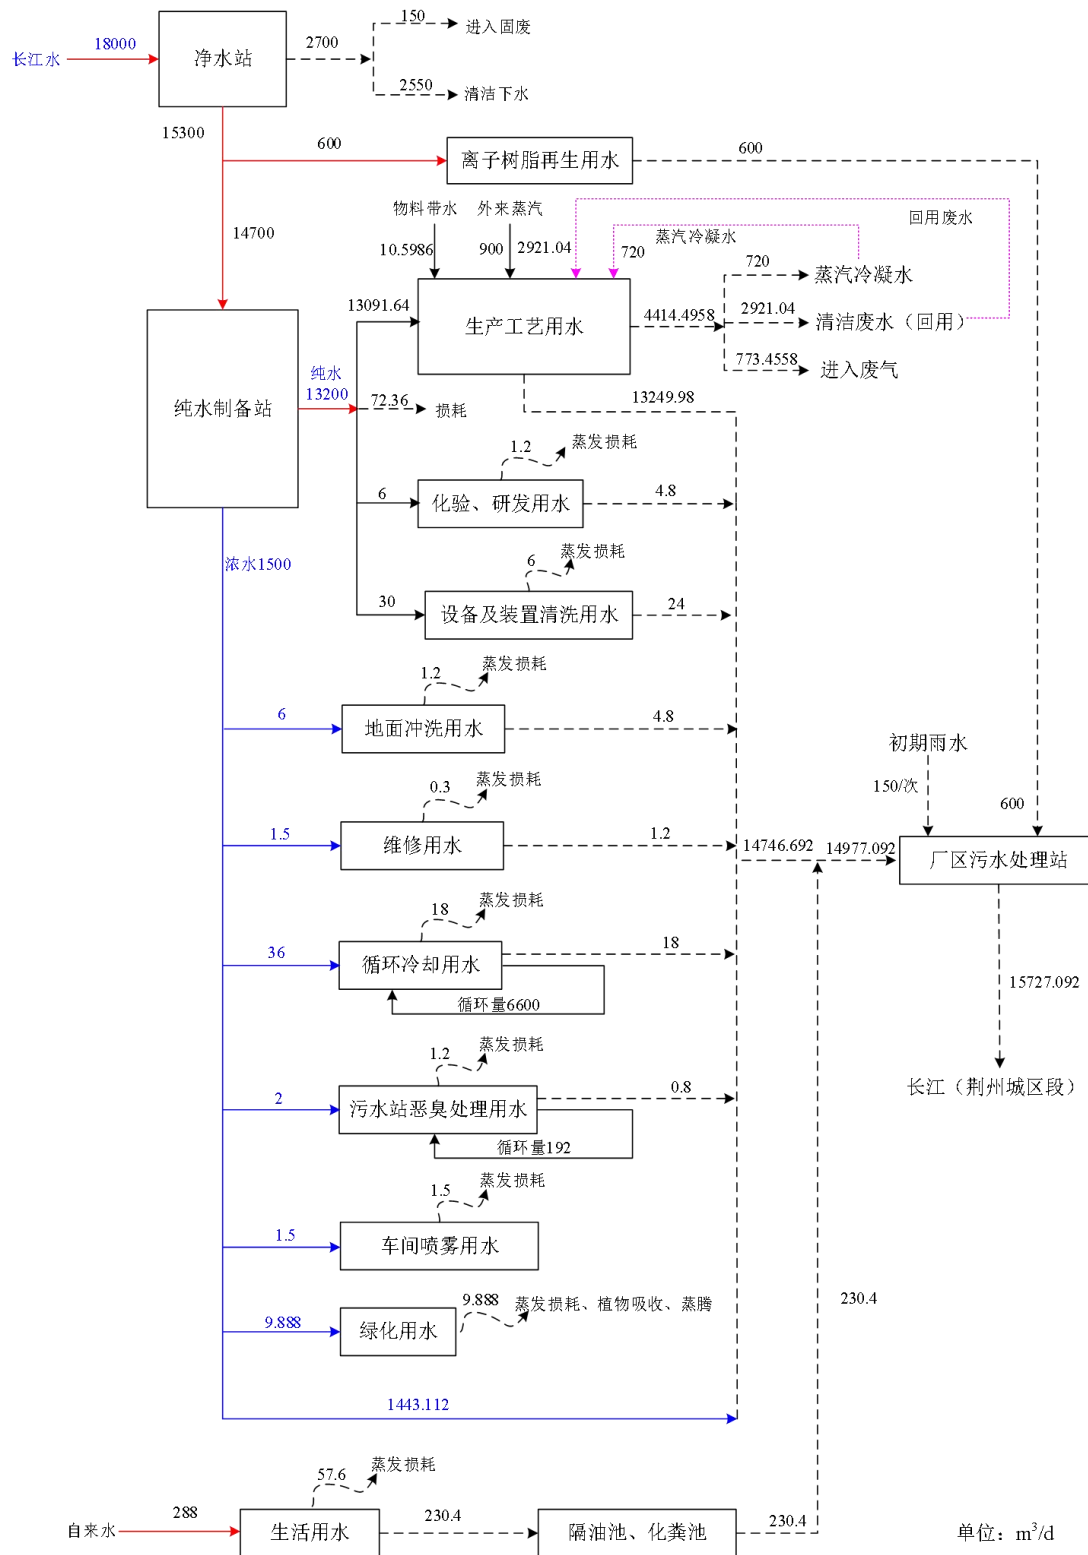 150
进入固废
长江水
18000
净水站
2700
2550
清洁下水
15300
600
离子树脂再生用水
600
14700
物料带水
外来蒸汽
回用废水
10.5986
900
2921.04
蒸汽冷凝水
720
720
蒸汽冷凝水
13091.64
生产工艺用水
4414.4958
2921.04
清洁废水（回用）
773.4558
进入废气
纯水制备站
纯水
13200
72.36
损耗
13249.98
1.2
蒸发损耗
6
化验、研发用水
4.8
浓水1500
6
蒸发损耗
30
设备及装置清洗用水
24
1.2
蒸发损耗
6
地面冲洗用水
4.8
初期雨水
150/次
600
0.3
蒸发损耗
1.5
维修用水
1.2
14746.692
14977.092
厂区污水处理站
18
蒸发损耗
36
循环冷却用水
18
循环量6600
15727.092
长江（荆州城区段）
1.2
蒸发损耗
2
污水站恶臭处理用水
0.8
循环量192
1.5
蒸发损耗
1.5
车间喷雾用水
9.888
蒸发损耗、植物吸收、蒸腾
9.888
绿化用水
230.4
1443.112
57.6
蒸发损耗
自来水
288
生活用水
230.4
隔油池、化粪池
230.4
单位：m³/d